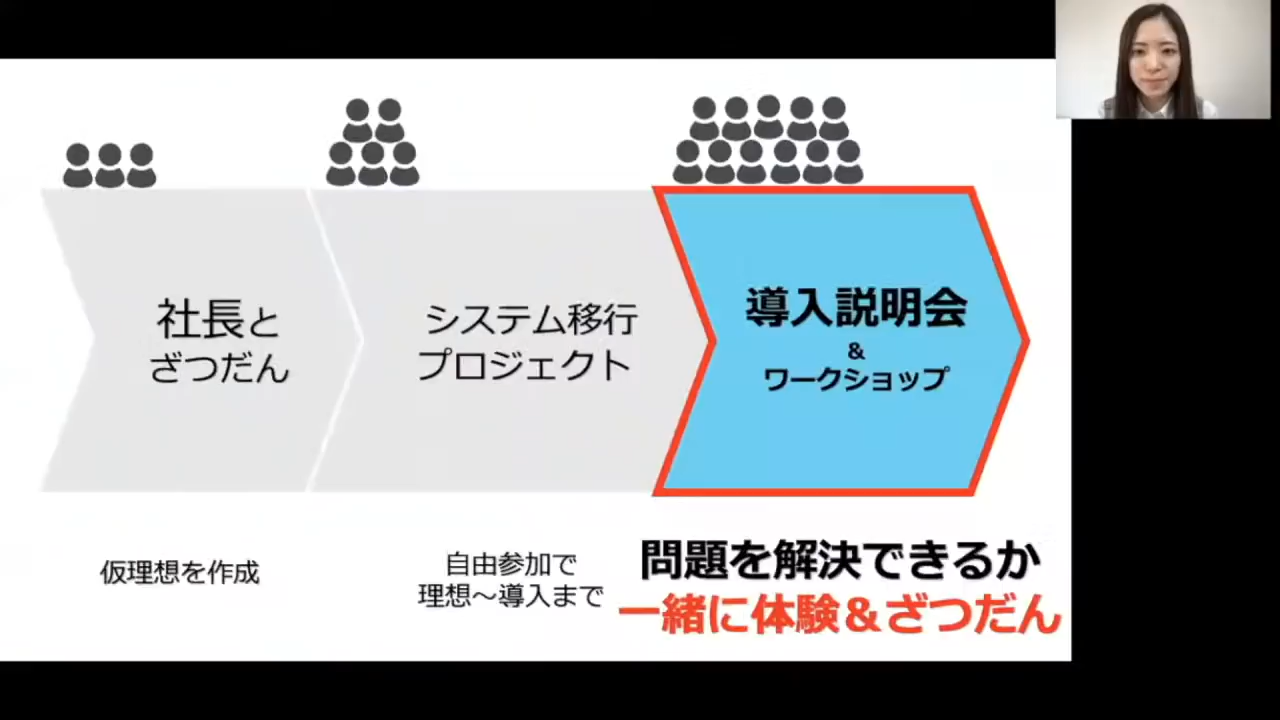 社長と
ざつだん
システム移行
プロジェクト
導入説明会
&
ワークショップ
仮理想を作成
自由参加で
理想～導入まで
問題を解決できるか
一緒に体験＆ざつだん